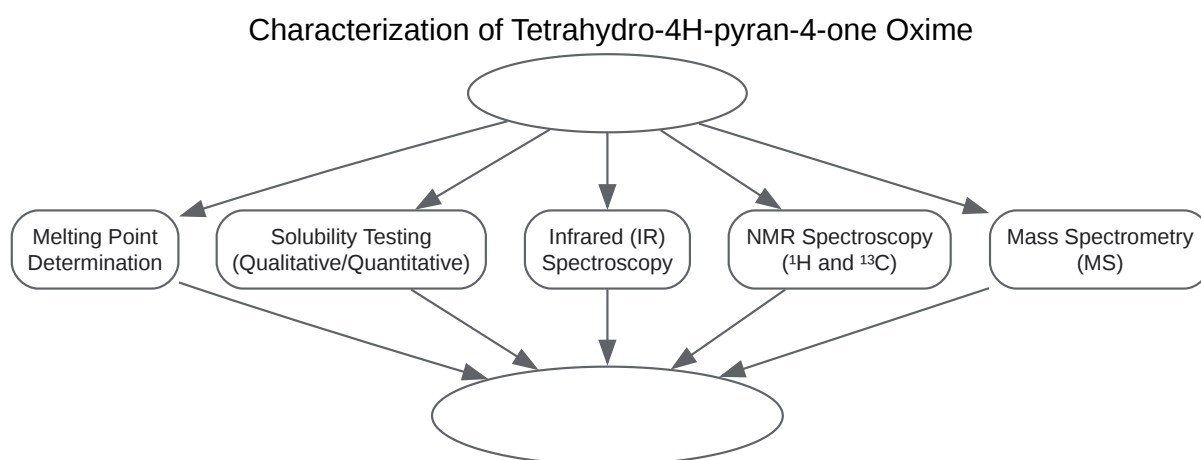 Characterization of Tetrahydro-4H-pyran-4-one Oxime
Melting Point
Determination
Solubility Testing
(Qualitative/Quantitative)
Infrared (IR)
Spectroscopy
NMR Spectroscopy
(¹H and ¹³C)
Mass Spectrometry
(MS)